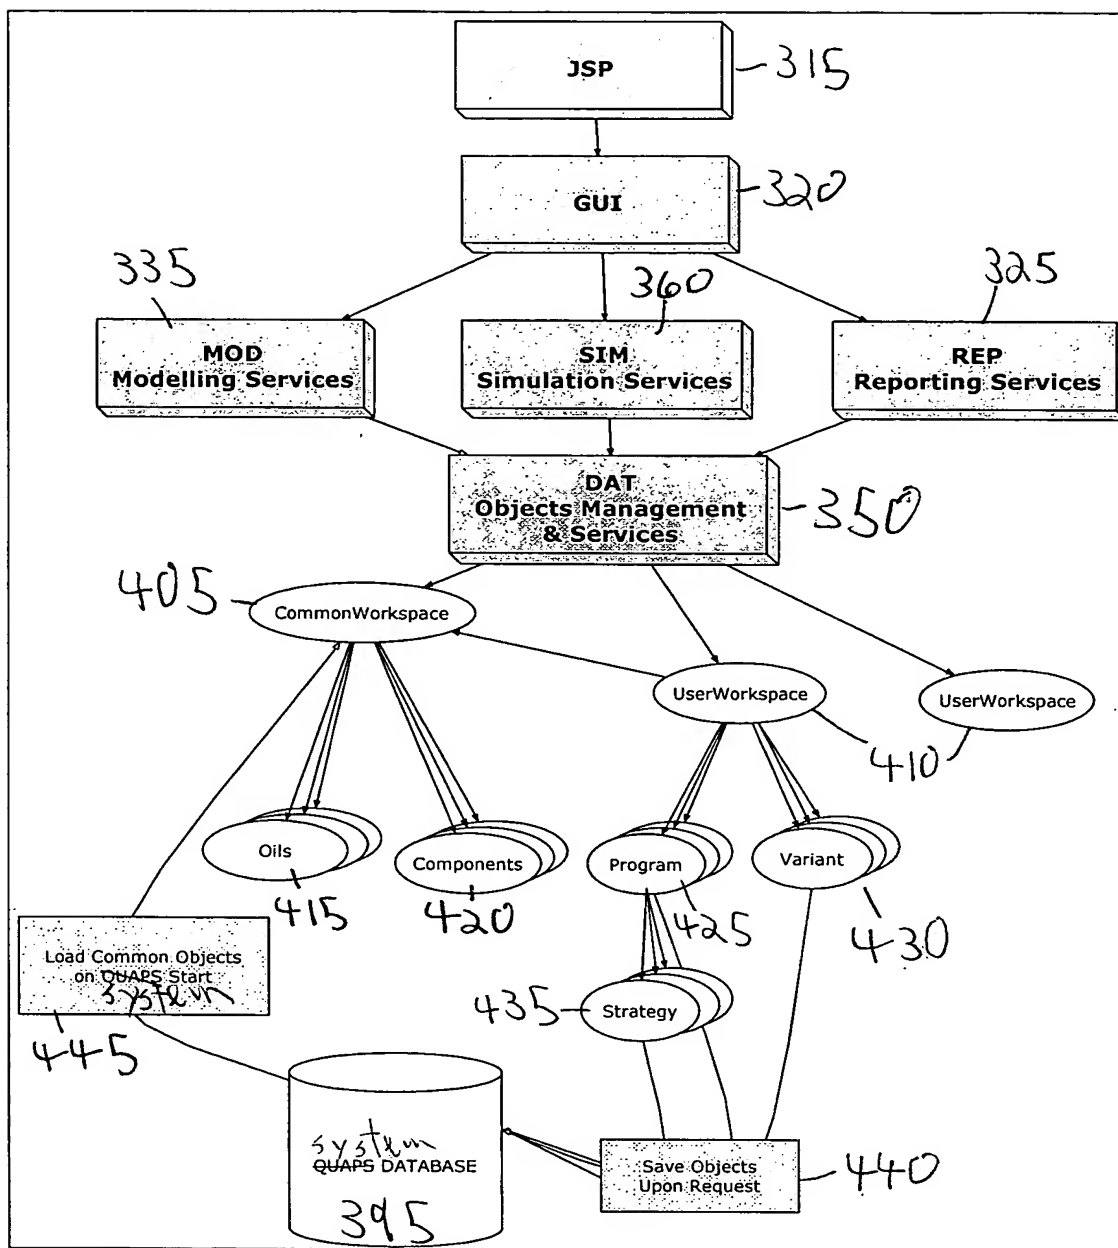 JSP
315
GUI
320
335
360
325
MOD
Modelling Services
SIM
Simulation Services
REP
Reporting Services
DAT
Objects Management
& Services
350
405
CommonWorkspace
UserWorkspace
UserWorkspace
410
Oils
Components
Program
Variant
415
420
425
430
Load Common Objects
on QUAPS Start
system
445
435
Strategy
system
QUAPS DATABASE
395
Save Objects
Upon Request
440